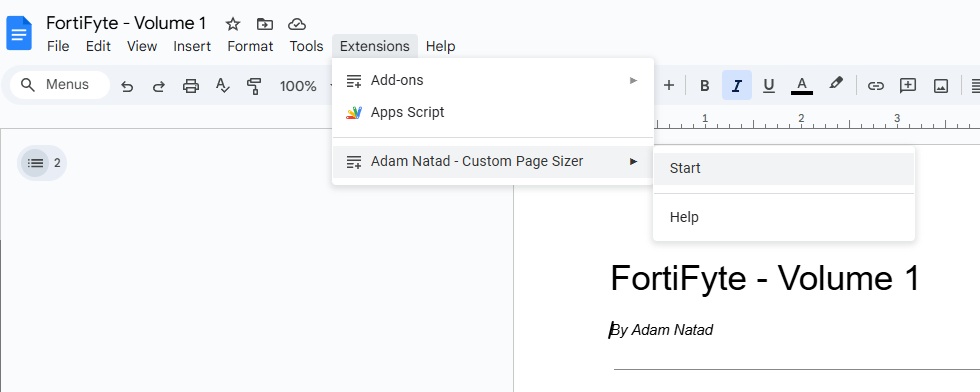 FortiFyte - Volume 1
File Edit View Insert Format Tools Extensions Help
Menus 100% + B I U A
Add-ons
Apps Script
1 2 3
2
Adam Natad - Custom Page Sizer
Start
Help
FortiFyte - Volume 1
By Adam Natad